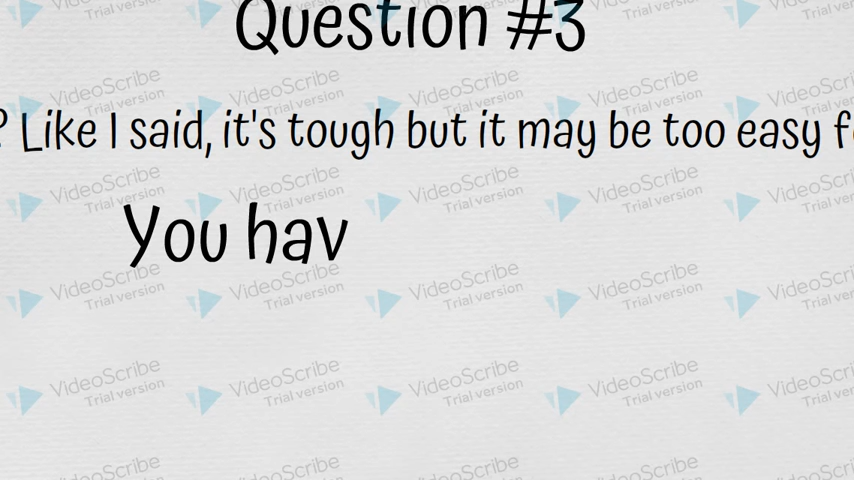 Question #3
? Like I said, it's tough but it may be too easy f
You hav
VideoScribe
Trial version